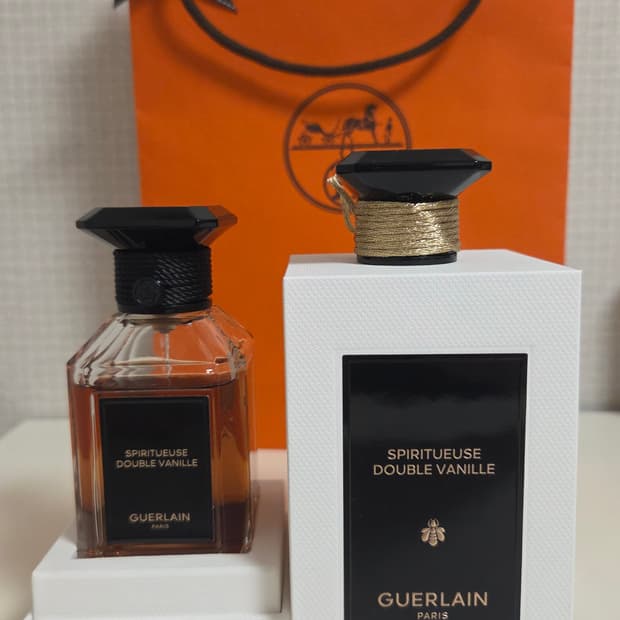 SPIRITUEUSE
DOUBLE VANILLE
GUERLAIN
PARIS
SPIRITUEUSE
DOUBLE VANILLE
GUERLAIN
PARIS